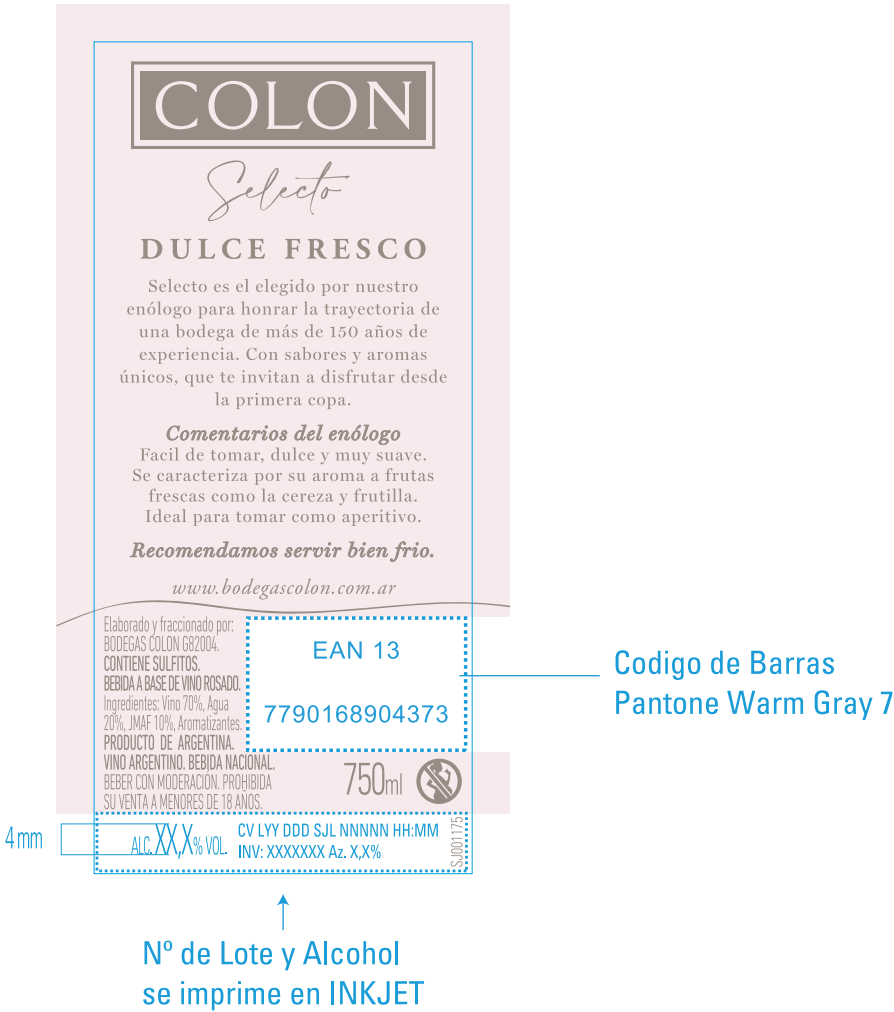 COLON
Selecto
DULCE FRESCO
Selecto es el elegido por nuestro
enólogo para honrar la trayectoria de
una bodega de más de 150 años de
experiencia. Con sabores y aromas
únicos, que te invitan a disfrutar desde
la primera copa.
Comentarios del enólogo
Facil de tomar, dulce y muy suave.
Se caracteriza por su aroma a frutas
frescas como la cereza y frutilla.
Ideal para tomar como aperitivo.
Recomendamos servir bien frio.
www.bodegascolon.com.ar
Elaborado y fraccionado por:
BODEGAS COLON G82004.
CONTIENE SULFITOS.
BEBIDA A BASE DE VINO ROSADO.
Ingredientes: Vino 70%, Agua
20%, JMAF 10%, Aromatizantes.
PRODUCTO DE ARGENTINA.
VINO ARGENTINO. BEBIDA NACIONAL.
BEBER CON MODERACIÓN. PROHIBIDA
SU VENTA A MENORES DE 18 AÑOS.
EAN 13
7790168904373
Codigo de Barras
Pantone Warm Gray 7
750ml
4mm
ALC. XX,X% VOL.
CV LYY DDD SJL NNNNN HH:MM
INV: XXXXXXX Az. X,X%
SJ001175
Nº de Lote y Alcohol
se imprime en INKJET